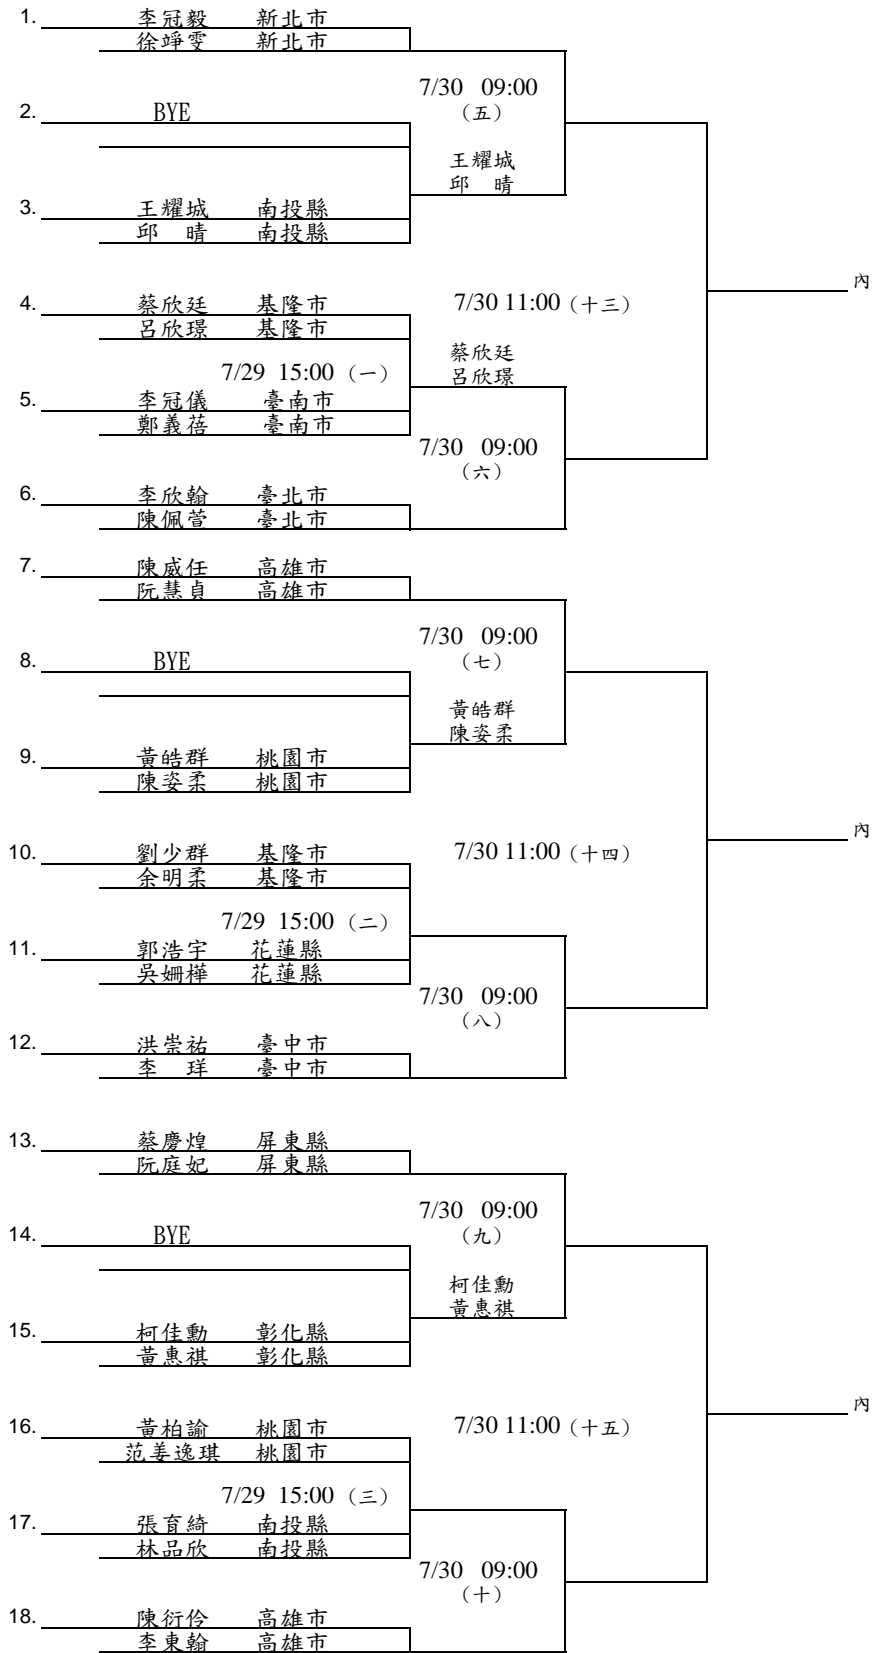 1. 李冠毅 新北市
徐竫雯 新北市
7/30 09:00
(五)
2. BYE
王耀城
邱 晴
3. 王耀城 南投縣
邱 晴 南投縣
內
4. 蔡欣廷 基隆市 7/30 11:00 (十三)
呂欣璟 基隆市
蔡欣廷
呂欣璟
7/29 15:00 (一)
5. 李冠儀 臺南市
鄭義蓓 臺南市
7/30 09:00
(六)
6. 李欣翰 臺北市
陳佩萱 臺北市
7. 陳威任 高雄市
阮慧貞 高雄市
7/30 09:00
(七)
8. BYE
黃皓群
陳姿柔
9. 黃皓群 桃園市
陳姿柔 桃園市
內
10. 劉少群 基隆市 7/30 11:00 (十四)
余明柔 基隆市
7/29 15:00 (二)
11. 郭浩宇 花蓮縣
吳姍樺 花蓮縣
7/30 09:00
(八)
12. 洪崇祐 臺中市
李 珜 臺中市
13. 蔡慶煌 屏東縣
阮庭妃 屏東縣
7/30 09:00
(九)
14. BYE
柯佳勳
黃惠祺
15. 柯佳勳 彰化縣
黃惠祺 彰化縣
內
16. 黃柏諭 桃園市 7/30 11:00 (十五)
范姜逸琪 桃園市
7/29 15:00 (三)
17. 張育綺 南投縣
林品欣 南投縣
7/30 09:00
(十)
18. 陳衍伶 高雄市
李東翰 高雄市